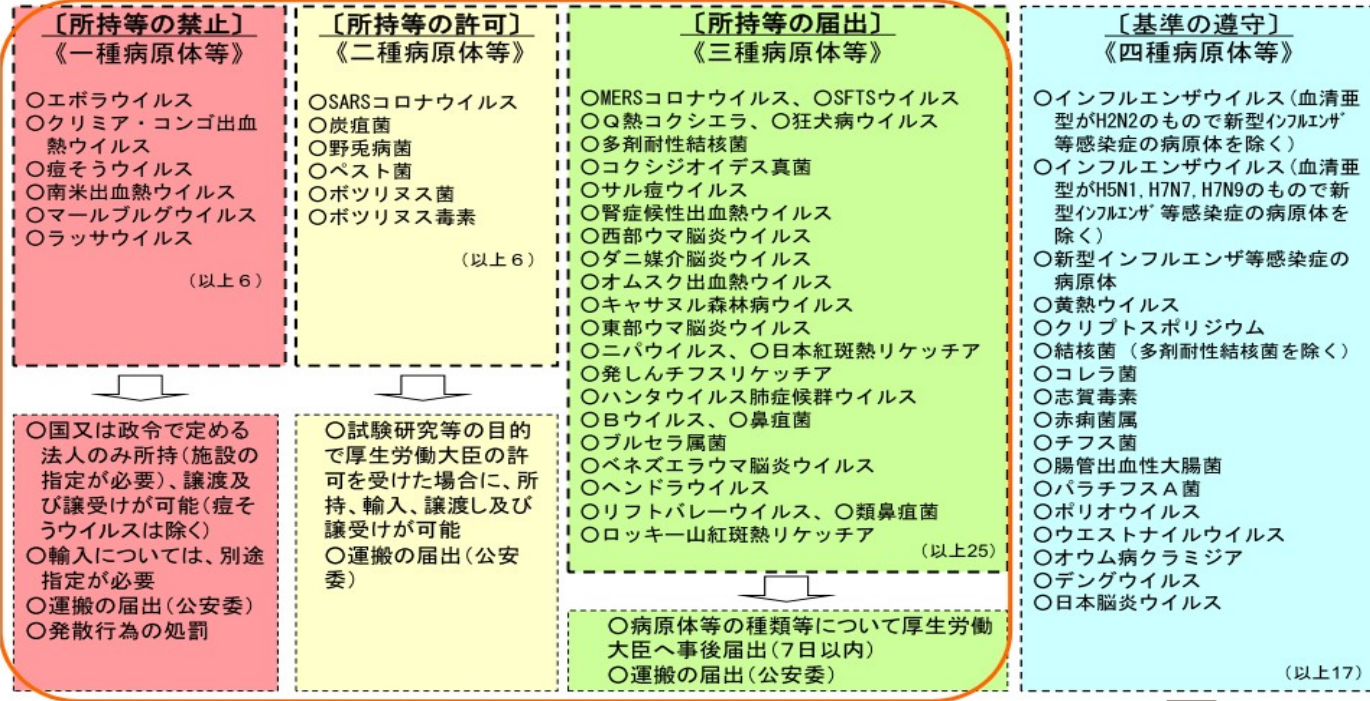 〔所持等の禁止〕
《一種病原体等》
○エボラウイルス
○クリミア・コンゴ出血
熱ウイルス
○痘そうウイルス
○南米出血熱ウイルス
○マールブルグウイルス
○ラッサウイルス
（以上６）
○国又は政令で定める
法人のみ所持(施設の
指定が必要)、譲渡及
び譲受けが可能(痘そ
うウイルスは除く)
○輸入については、別途
指定が必要
○運搬の届出(公安委)
○発散行為の処罰
〔所持等の許可〕
《二種病原体等》
○SARSコロナウイルス
○炭疽菌
○野兎病菌
○ペスト菌
○ボツリヌス菌
○ボツリヌス毒素
（以上６）
○試験研究等の目的
で厚生労働大臣の許
可を受けた場合に、所
持、輸入、譲渡し及び
譲受けが可能
○運搬の届出(公安
委)
〔所持等の届出〕
《三種病原体等》
○MERSコロナウイルス、○SFTSウイルス
○Ｑ熱コクシエラ、○狂犬病ウイルス
○多剤耐性結核菌
○コクシジオイデス真菌
○サル痘ウイルス
○腎症候性出血熱ウイルス
○西部ウマ脳炎ウイルス
○ダニ媒介脳炎ウイルス
○オムスク出血熱ウイルス
○キャサヌル森林病ウイルス
○東部ウマ脳炎ウイルス
○ニパウイルス、○日本紅斑熱リケッチア
○発しんチフスリケッチア
○ハンタウイルス肺症候群ウイルス
○Ｂウイルス、○鼻疽菌
○ブルセラ属菌
○ベネズエラウマ脳炎ウイルス
○ヘンドラウイルス
○リフトバレーウイルス、○類鼻疽菌
○ロッキー山紅斑熱リケッチア
（以上25）
○病原体等の種類等について厚生労働
大臣へ事後届出(7日以内)
○運搬の届出(公安委)
〔基準の遵守〕
《四種病原体等》
○インフルエンザウイルス(血清亜
型がH2N2のもので新型ｲﾝﾌﾙｴﾝｻﾞ
等感染症の病原体を除く)
○インフルエンザウイルス(血清亜
型がH5N1,H7N7,H7N9のもので新
型ｲﾝﾌﾙｴﾝｻﾞ等感染症の病原体を
除く)
○新型インフルエンザ等感染症の
病原体
○黄熱ウイルス
○クリプトスポリジウム
○結核菌（多剤耐性結核菌を除く)
○コレラ菌
○志賀毒素
○赤痢菌属
○チフス菌
○腸管出血性大腸菌
○パラチフスＡ菌
○ポリオウイルス
○ウエストナイルウイルス
○オウム病クラミジア
○デングウイルス
○日本脳炎ウイルス
（以上17）